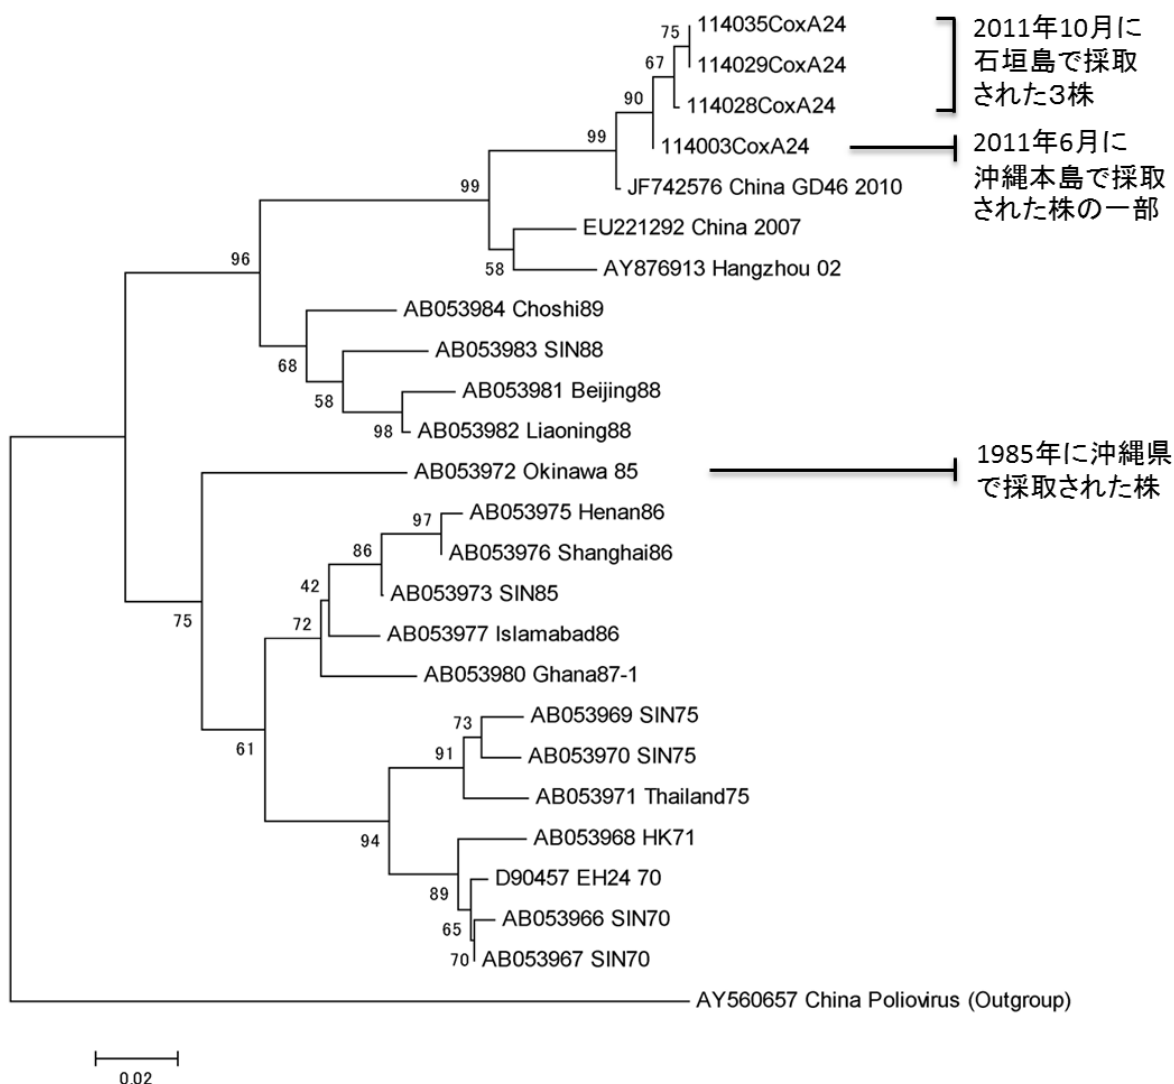 114035CoxA24
75
114029CoxA24
67
114028CoxA24
90
114003CoxA24
99
JF742576 China GD46 2010
99
EU221292 China 2007
58
AY876913 Hangzhou 02
96
AB053984 Choshi89
68
AB053983 SIN88
58
AB053981 Beijing88
98
AB053982 Liaoning88
AB053972 Okinawa 85
97
AB053975 Henan86
86
AB053976 Shanghai86
42
AB053973 SIN85
75
72
AB053977 Islamabad86
AB053980 Ghana87-1
73
AB053969 SIN75
61
91
AB053970 SIN75
AB053971 Thailand75
94
AB053968 HK71
89
D90457 EH24 70
65
AB053966 SIN70
70
AB053967 SIN70
AY560657 China Poliovirus (Outgroup)
0.02
2011年10月に
石垣島で採取
された3株
2011年6月に
沖縄本島で採取
された株の一部
1985年に沖縄県
で採取された株